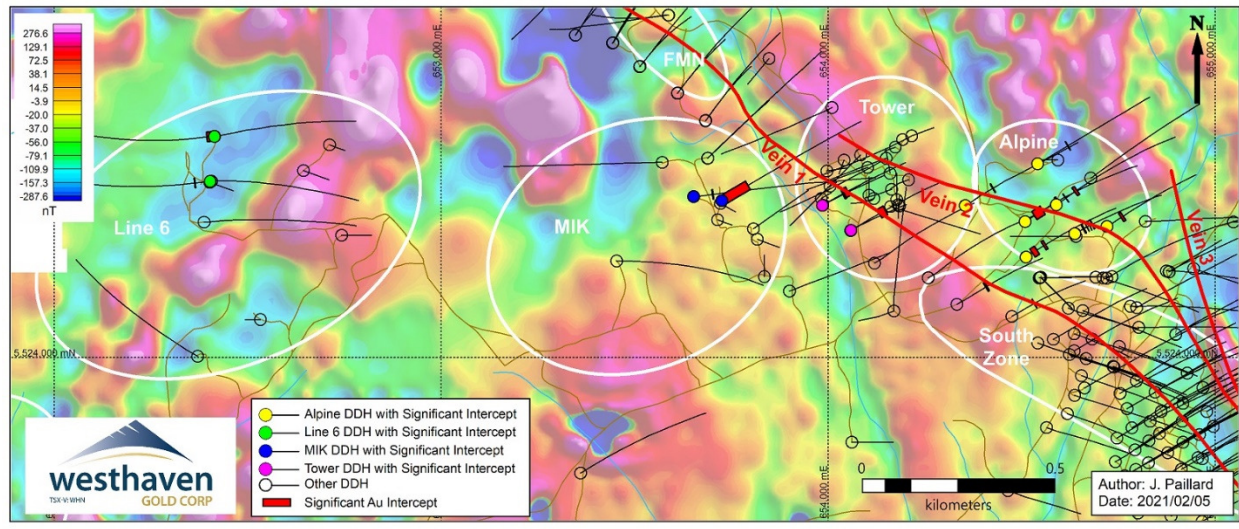 276.6
129.1
72.5
38.1
14.5
-3.9
-20.0
-37.0
-56.0
-79.1
-109.9
-157.3
-287.6
nT
653,000 mE
654,000 mE
655,000 mE
N
FMN
Tower
Alpine
Vein 1
Vein 2
Vein 3
Line 6
MIK
South
Zone
5,524,000 mN
5,524,000 mN
654,000 mE
westhaven
TSX-V: WHN
GOLD CORP
Alpine DDH with Significant Intercept
Line 6 DDH with Significant Intercept
MIK DDH with Significant Intercept
Tower DDH with Significant Intercept
Other DDH
Significant Au Intercept
0 0.5
kilometers
Author: J. Paillard
Date: 2021/02/05